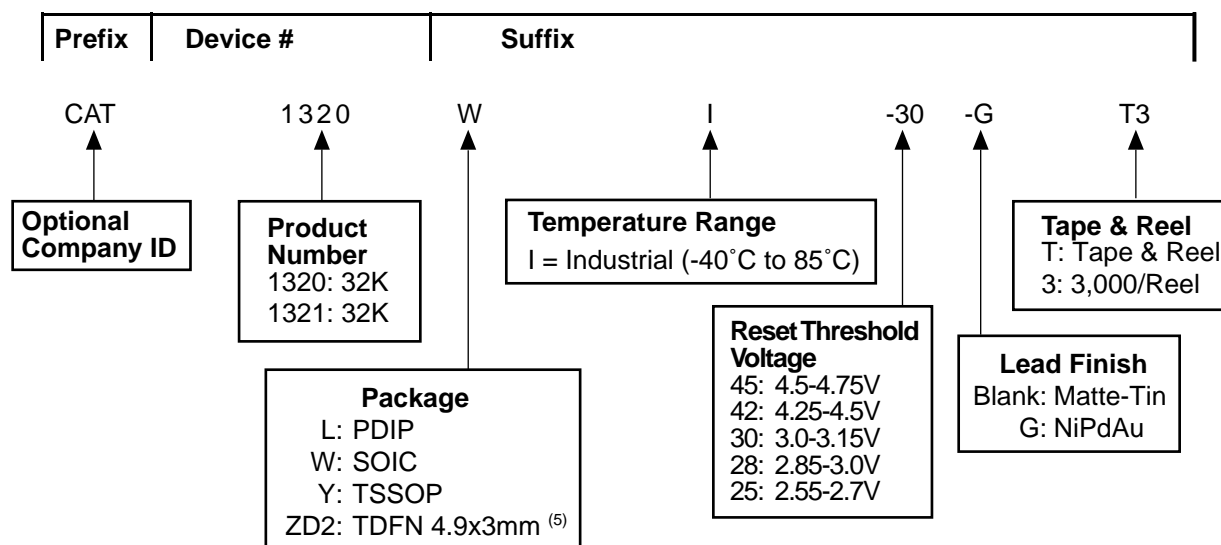 Prefix Device # Suffix
CAT 1320 W I -30 -G T3
Optional
Company ID
Product
Number
1320: 32K
1321: 32K
Temperature Range
I = Industrial (-40˚C to 85˚C)
Tape & Reel
T: Tape & Reel
3: 3,000/Reel
Reset Threshold
Voltage
45: 4.5-4.75V
42: 4.25-4.5V
30: 3.0-3.15V
28: 2.85-3.0V
25: 2.55-2.7V
Lead Finish
Blank: Matte-Tin
G: NiPdAu
Package
L: PDIP
W: SOIC
Y: TSSOP
ZD2: TDFN 4.9x3mm (5)